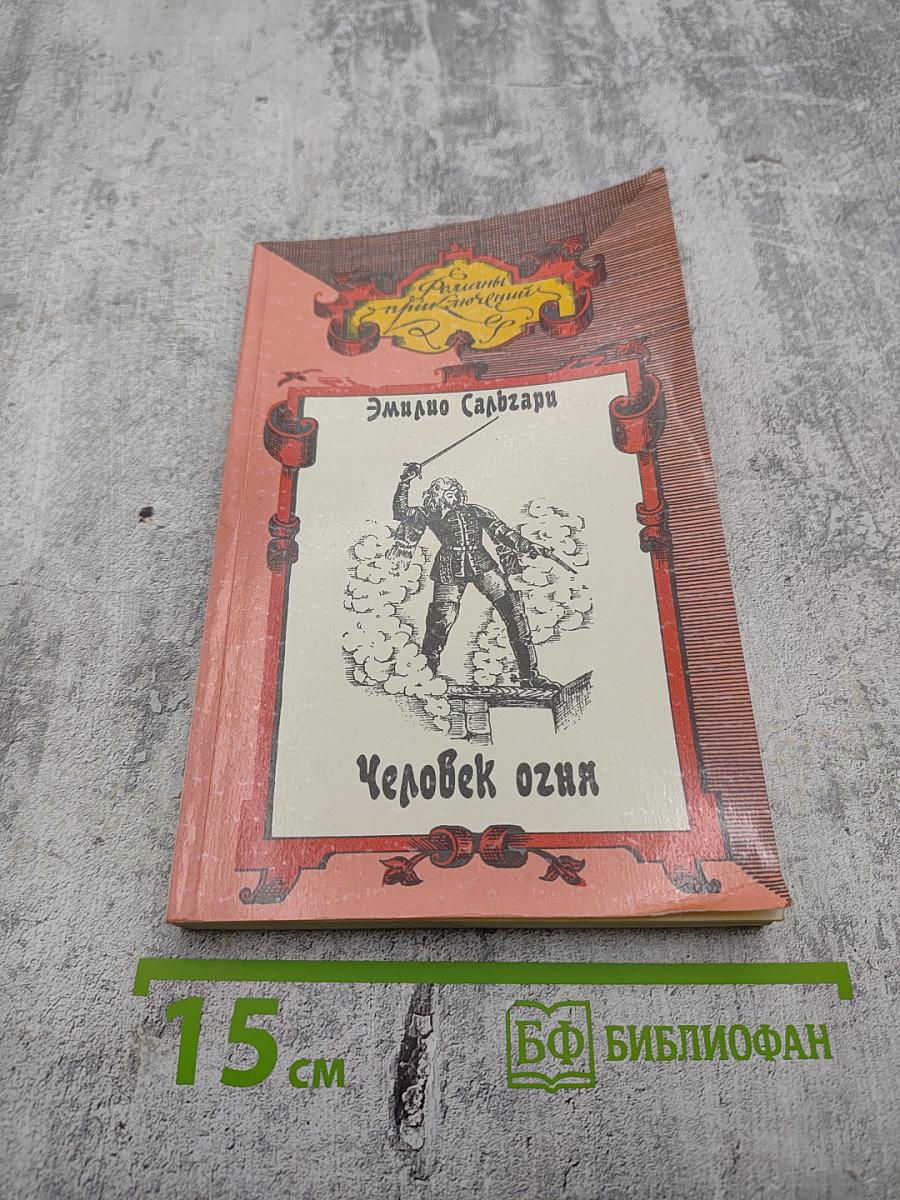 Романы
приключений
Эмилио Сальгари
Человек огня
15 см
БФ БИБЛИОФАН